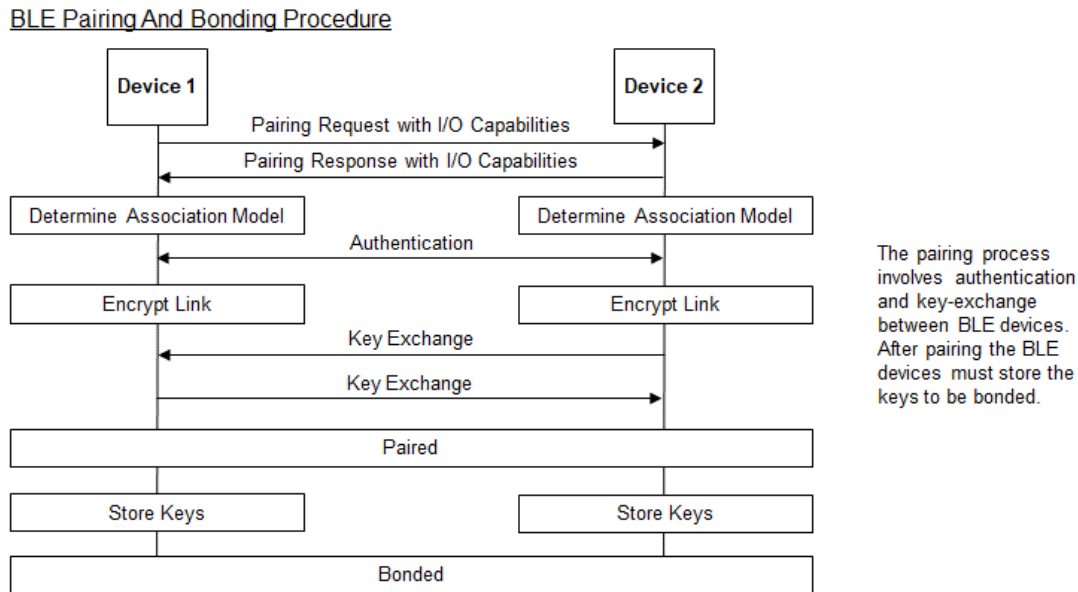 BLE Pairing And Bonding Procedure
Device 1
Device 2
Pairing Request with I/O Capabilities
Pairing Response with I/O Capabilities
Determine Association Model
Determine Association Model
Authentication
Encrypt Link
Encrypt Link
Key Exchange
Key Exchange
Paired
Store Keys
Store Keys
Bonded
The pairing process
involves authentication
and key-exchange
between BLE devices.
After pairing the BLE
devices must store the
keys to be bonded.